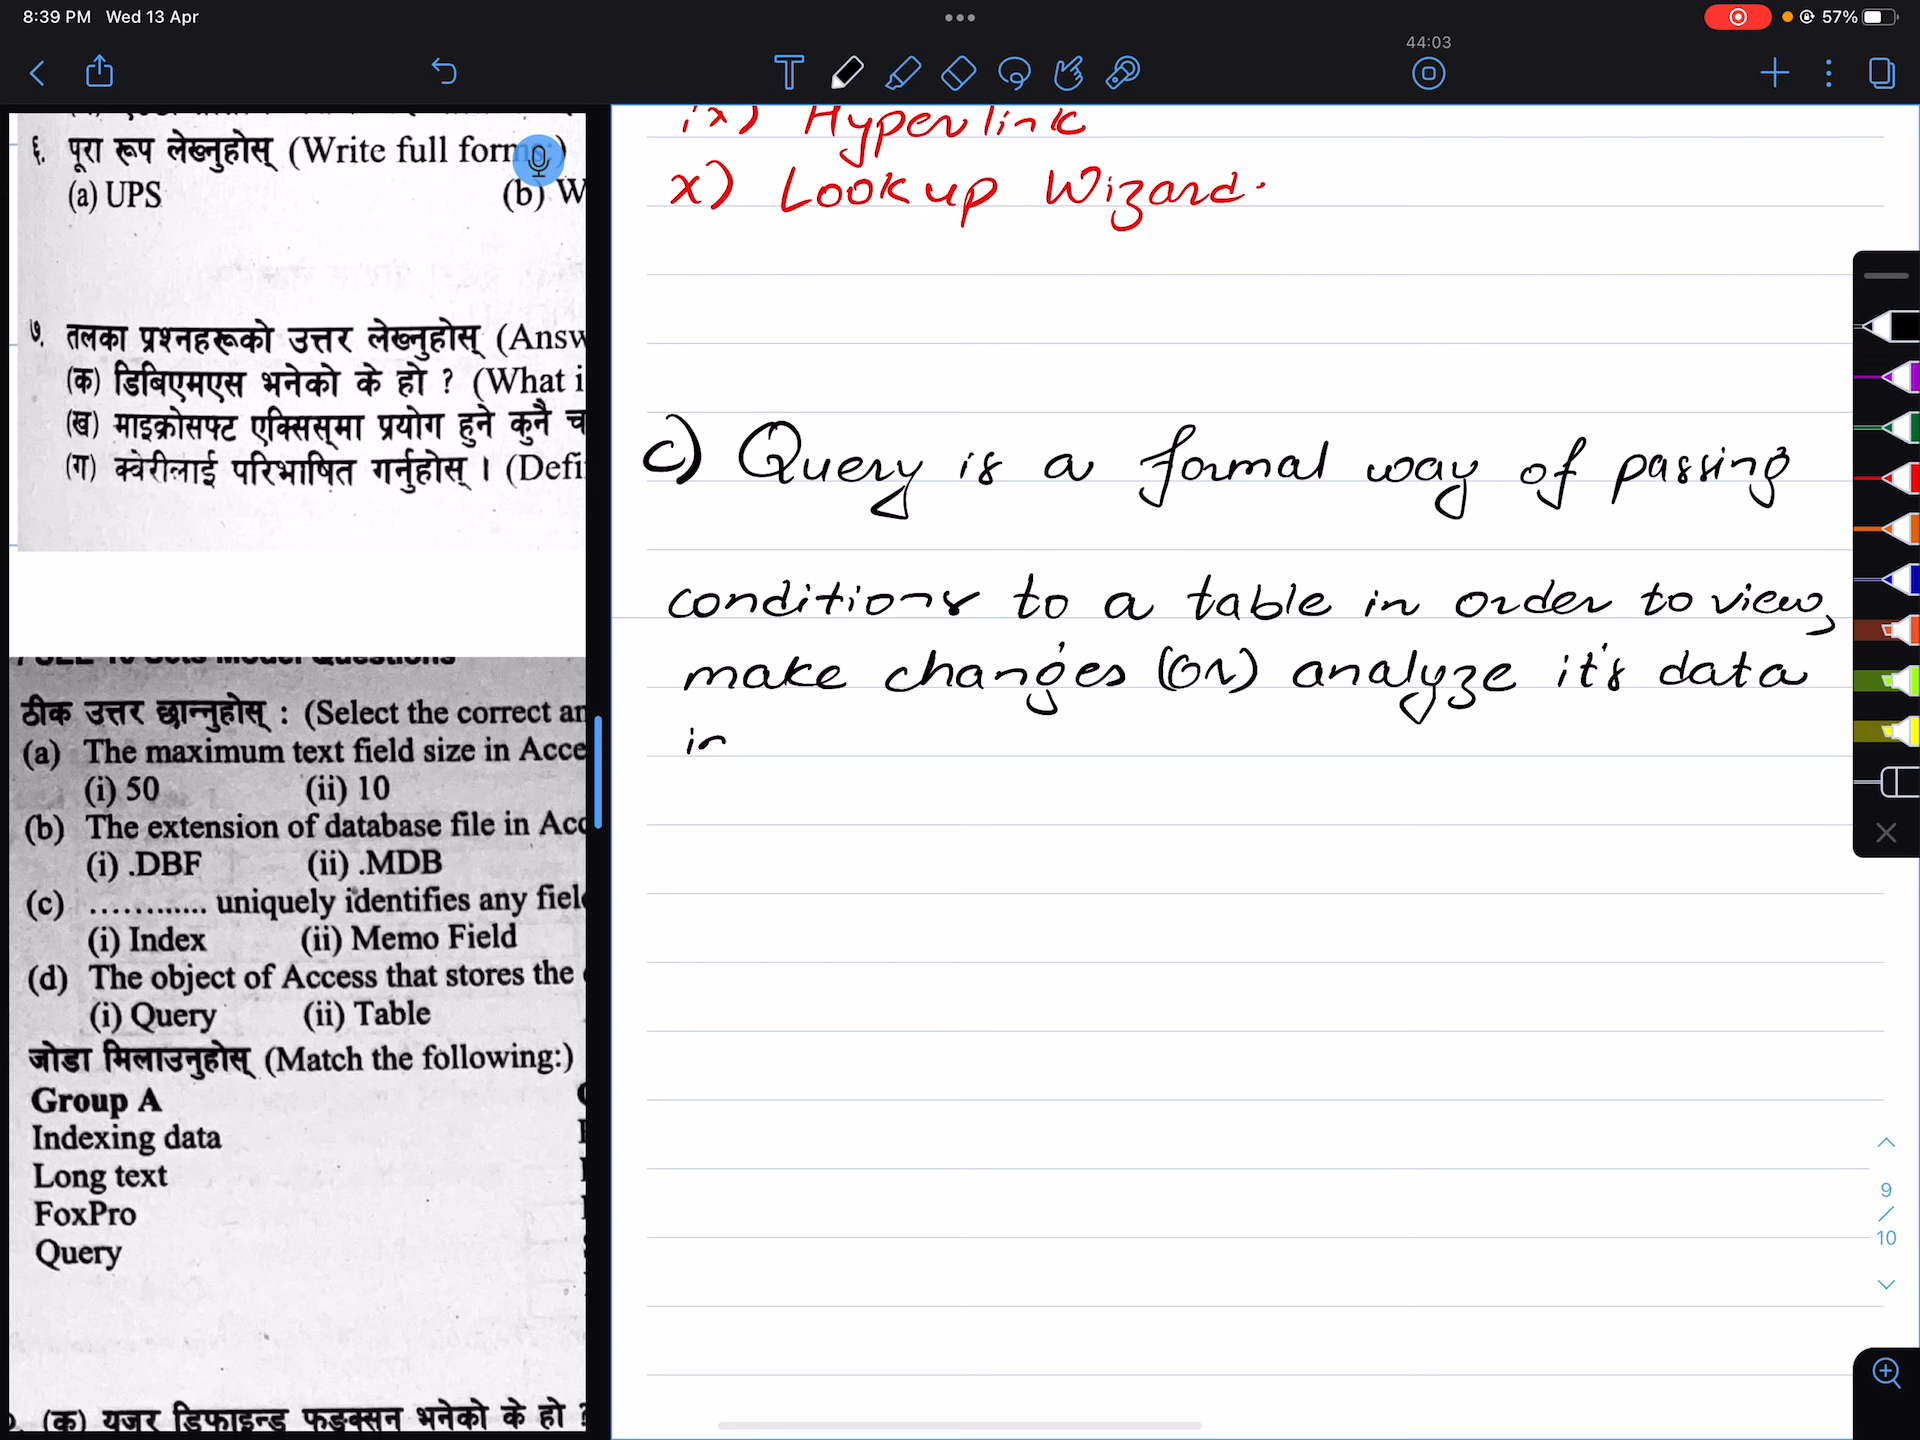 8:39 PM Wed 13 Apr
57%
44:03
६. पूरा रूप लेख्नुहोस् (Write full form
(a) UPS (b) W
७. तलका प्रश्नहरूको उत्तर लेख्नुहोस् (Answ
(क) डिबिएमएस भनेको के हो ? (What i
(ख) माइक्रोसफ्ट एक्सिस्मा प्रयोग हुने कुनै च
(ग) क्वेरीलाई परिभाषित गर्नुहोस् । (Defi
SEE 10 Sets Model Questions
ठीक उत्तर छान्नुहोस् : (Select the correct an
(a) The maximum text field size in Acce
(i) 50 (ii) 10
(b) The extension of database file in Acc
(i) .DBF (ii) .MDB
(c) ............ uniquely identifies any fiel
(i) Index (ii) Memo Field
(d) The object of Access that stores the
(i) Query (ii) Table
जोडा मिलाउनुहोस् (Match the following:)
Group A
Indexing data
Long text
FoxPro
Query
(क) युजर डिफाइन्ड फङ्क्सन भनेको के हो ?
ix) Hyperlink
x) Lookup Wizard.
c) Query is a formal way of passing
conditions to a table in order to view,
make changes (or) analyze it's data
in
9
/
10